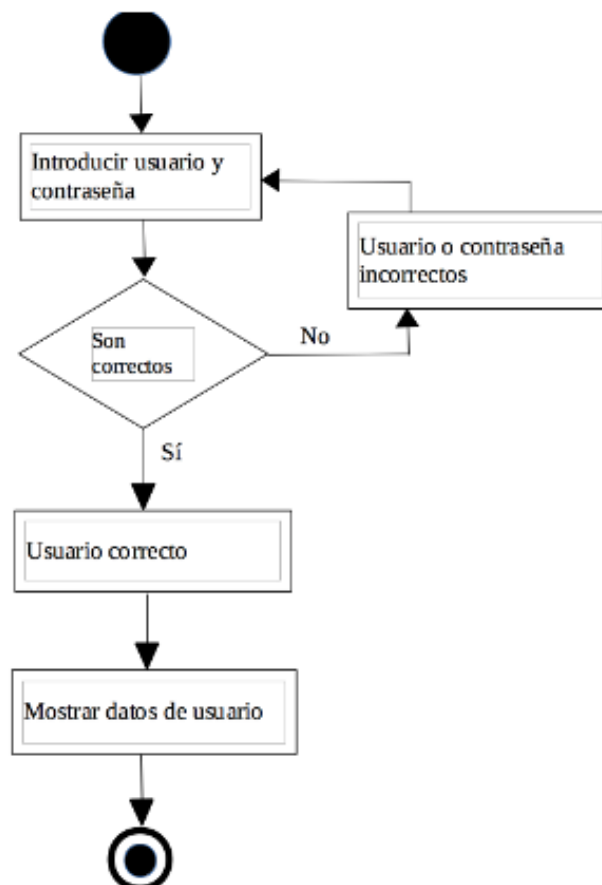 Introducir usuario y
contraseña
Usuario o contraseña
incorrectos
Son
correctos
No
Sí
Usuario correcto
Mostrar datos de usuario